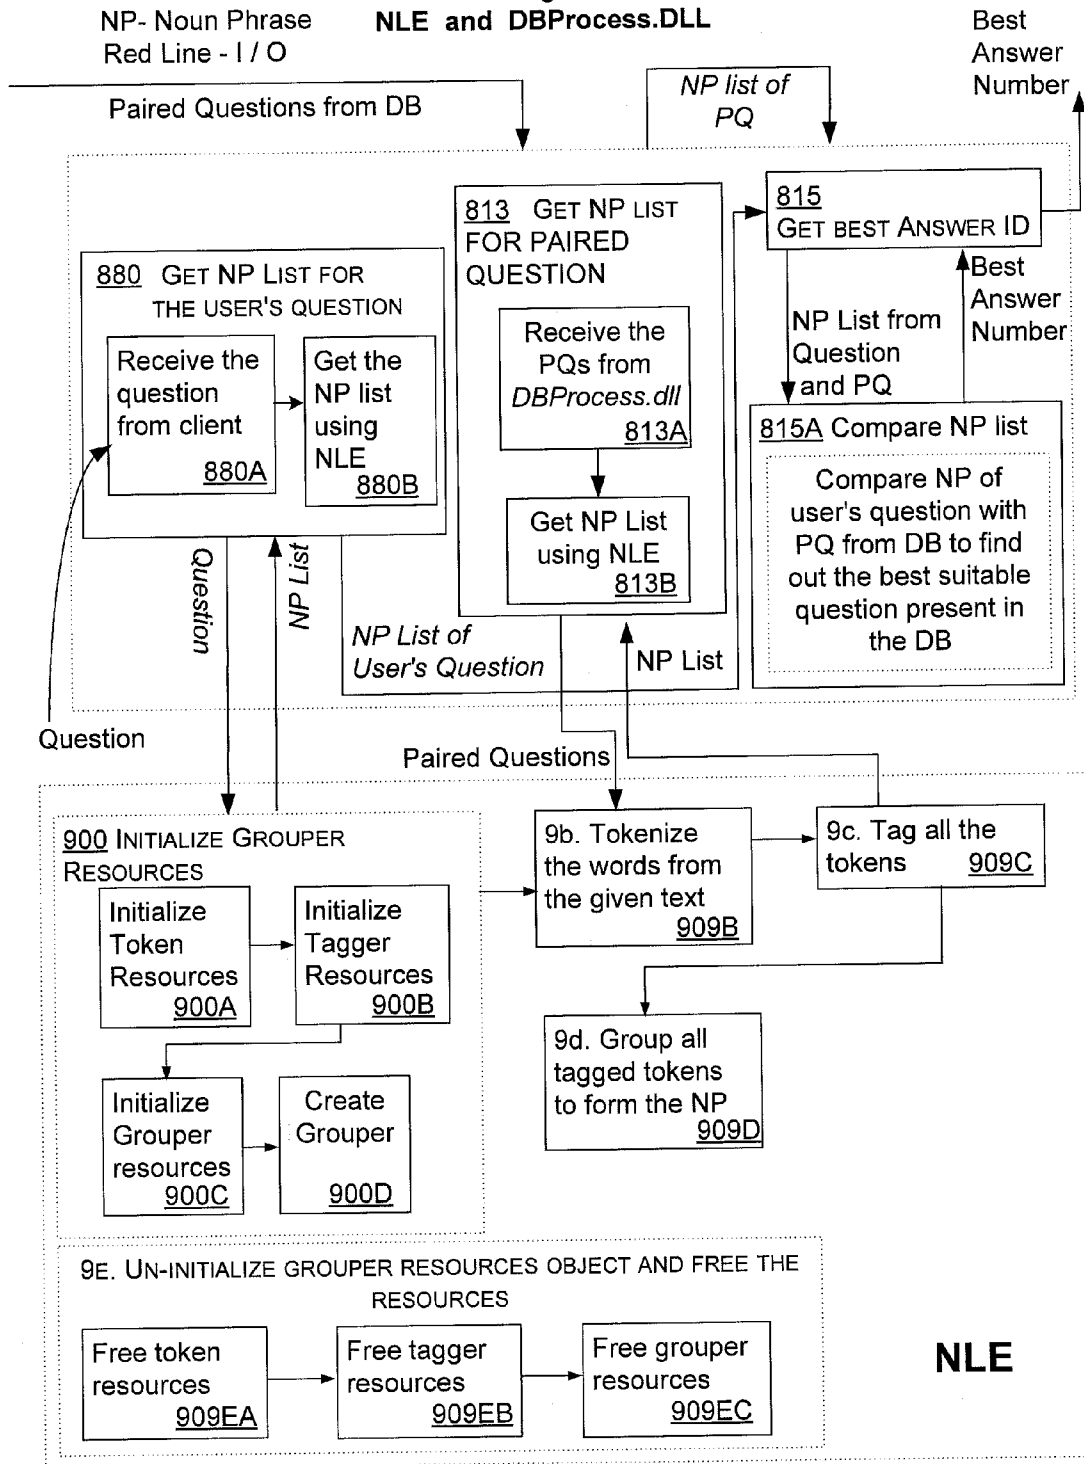 NP- Noun Phrase
Red Line - I / O
NLE and DBProcess.DLL
Best
Answer
Number
Paired Questions from DB
NP list of
PQ
880 GET NP LIST FOR
THE USER'S QUESTION
Receive the
question
from client
880A
Get the
NP list
using
NLE
880B
813 GET NP LIST
FOR PAIRED
QUESTION
Receive the
PQs from
DBProcess.dll
813A
Get NP List
using NLE
813B
815
GET BEST ANSWER ID
NP List from
Question
and PQ
Best
Answer
Number
815A Compare NP list
Compare NP of
user's question with
PQ from DB to find
out the best suitable
question present in
the DB
Question
NP List
NP List of
User's Question
NP List
Question
Paired Questions
900 INITIALIZE GROUPER
RESOURCES
Initialize
Token
Resources
900A
Initialize
Tagger
Resources
900B
Initialize
Grouper
resources
900C
Create
Grouper
900D
9b. Tokenize
the words from
the given text
909B
9c. Tag all the
tokens 909C
9d. Group all
tagged tokens
to form the NP
909D
9E. UN-INITIALIZE GROUPER RESOURCES OBJECT AND FREE THE
RESOURCES
Free token
resources
909EA
Free tagger
resources
909EB
Free grouper
resources
909EC
NLE